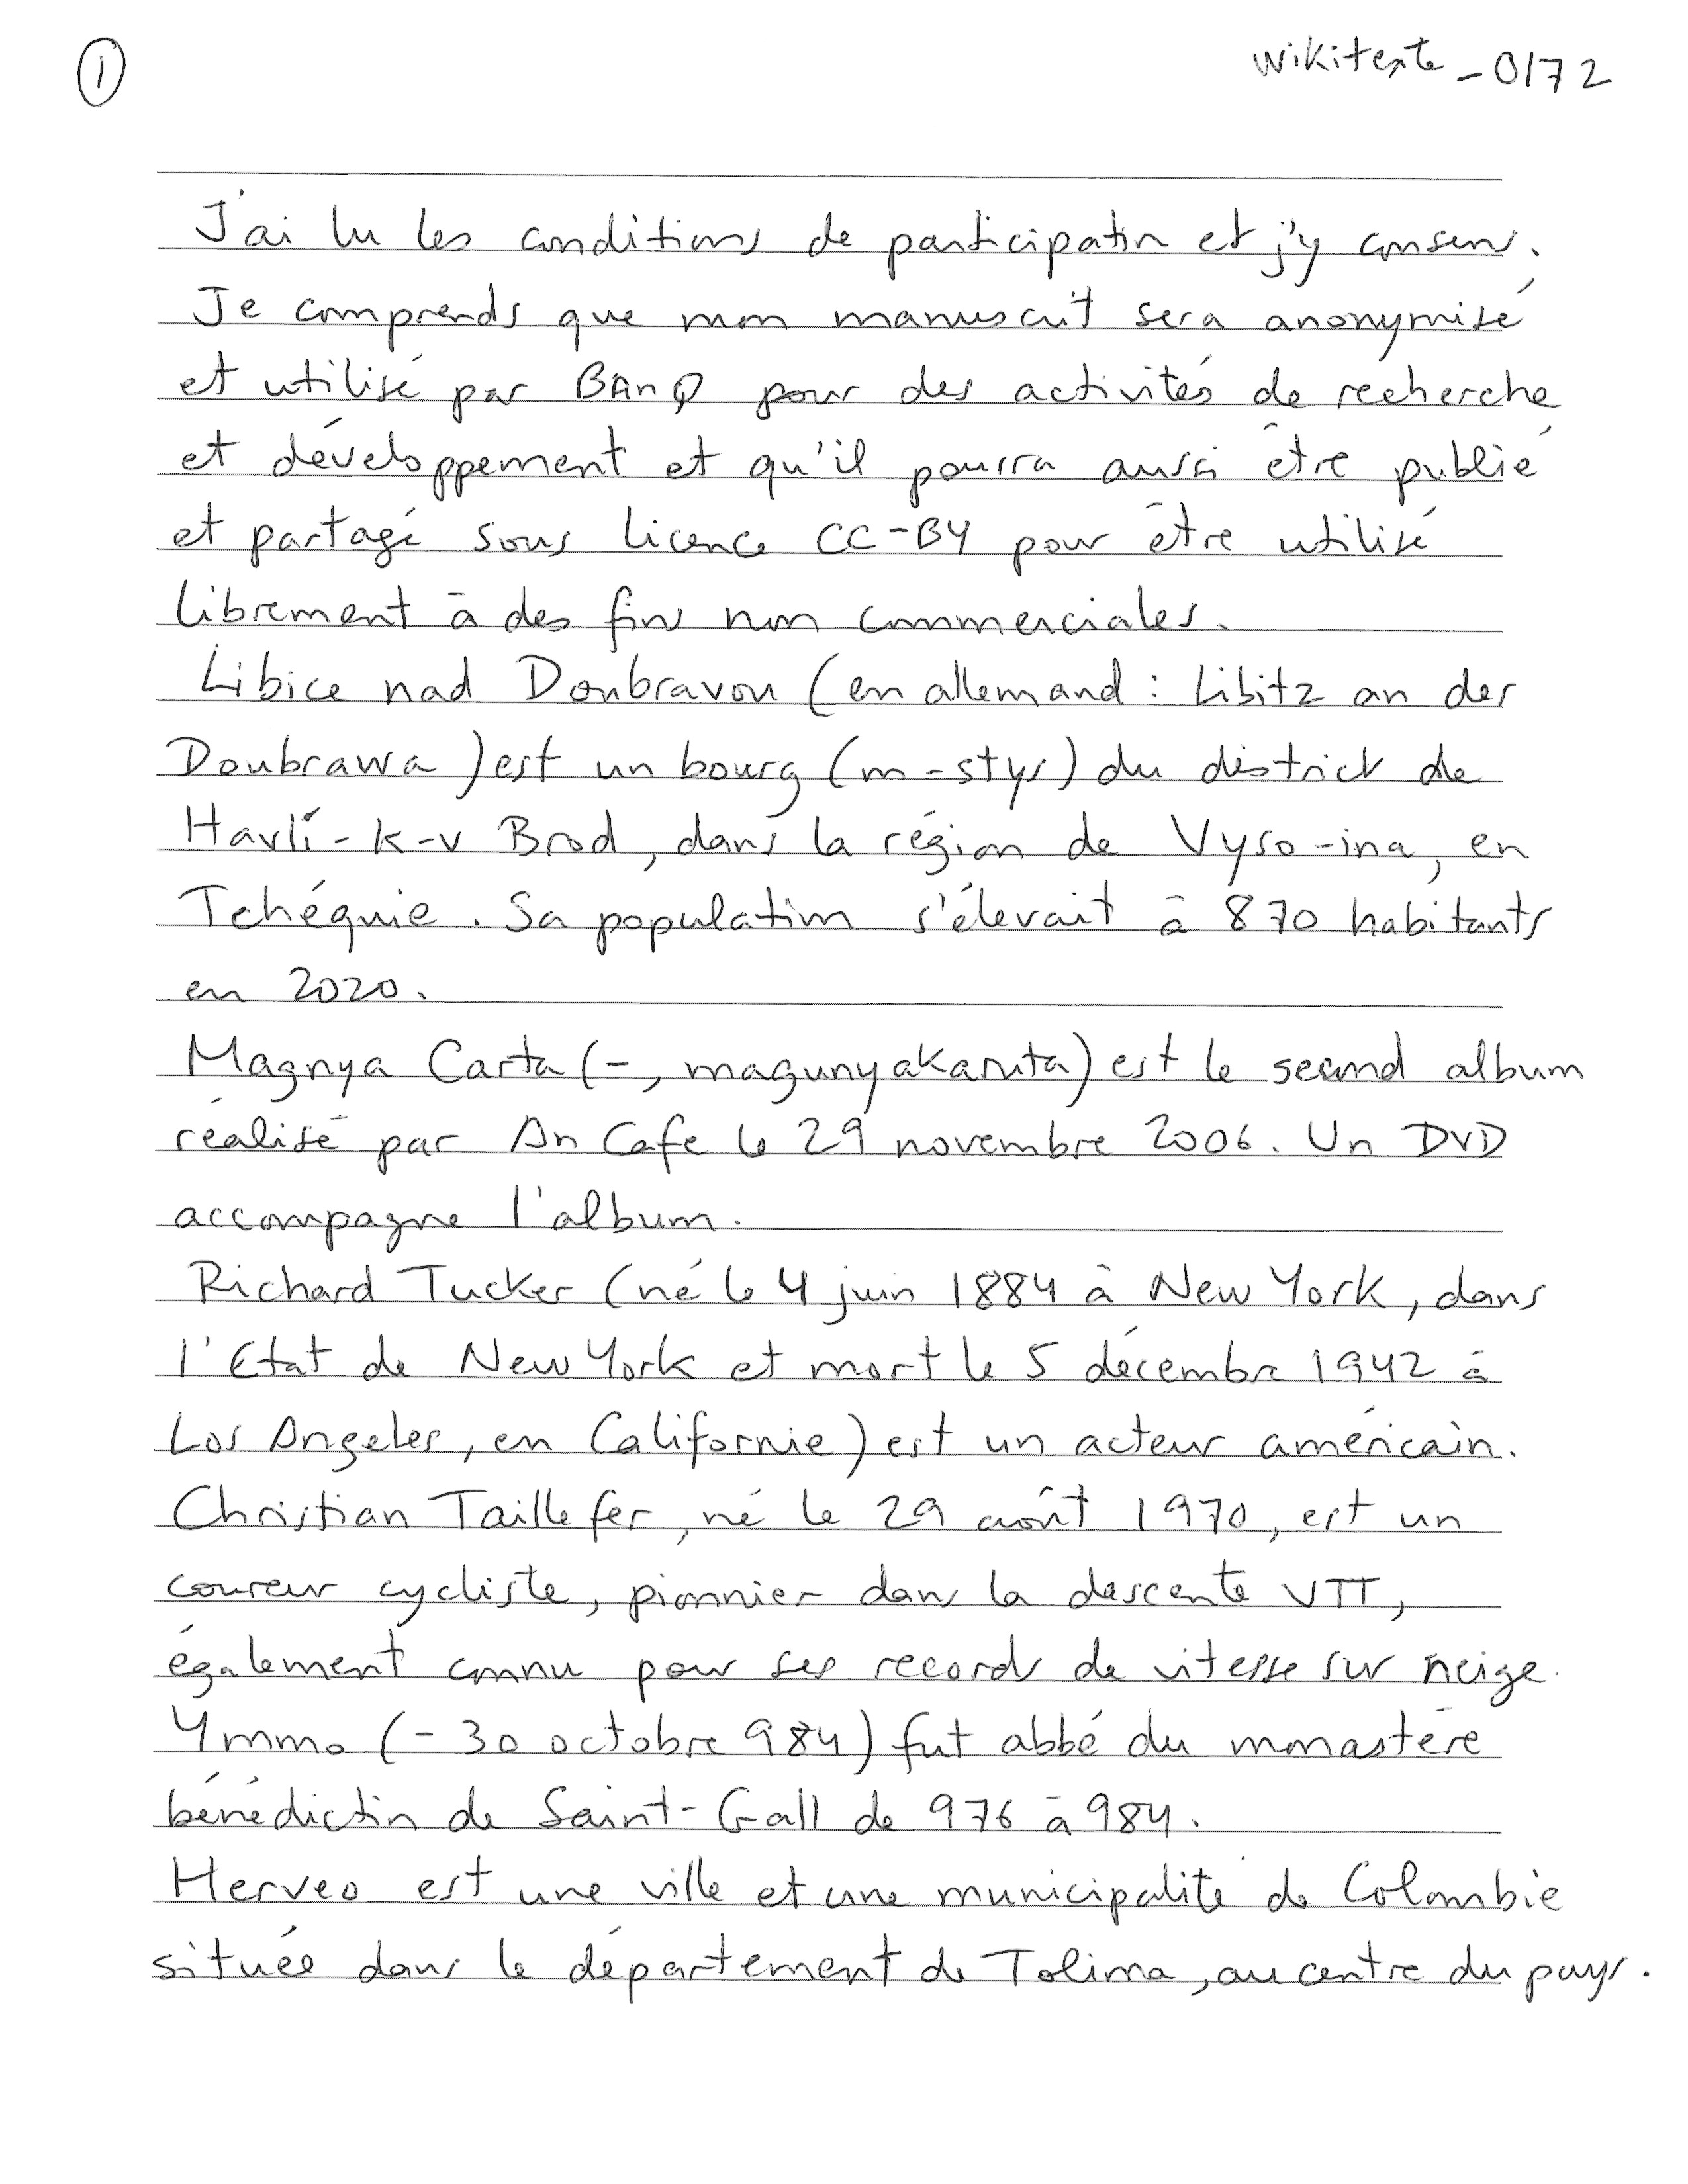 1
wikitexte_0172
J'ai lu les conditions de participation et j'y consens.
Je comprends que mon manuscrit sera anonymisé
et utilisé par BAnQ pour des activités de recherche
et développement et qu'il pourra aussi être publié
et partagé sous licence CC-BY pour être utilisé
librement à des fins non commerciales.
Libice nad Doubravou (en allemand : Libitz an der
Doubrawa) est un bourg (m-stys) du district de
Havlí-k-v Brod, dans la région de Vyso-ina, en
Tchéquie. Sa population s'élevait à 870 habitants
en 2020.
Magnya Carta (-, magunyakaruta) est le second album
réalisé par An Cafe le 29 novembre 2006. Un DVD
accompagne l'album.
Richard Tucker (né le 4 juin 1884 à New York, dans
l'Etat de New York et mort le 5 décembre 1942 à
Los Angeles, en Californie) est un acteur américain.
Christian Taillefer, né le 29 août 1970, est un
coureur cycliste, pionnier dans la descente VTT,
également connu pour ses records de vitesse sur neige.
Ymmo (- 30 octobre 984) fut abbé du monastère
bénédictin de Saint-Gall de 976 à 984.
Herveo est une ville et une municipalité de Colombie
située dans le département de Tolima, au centre du pays.